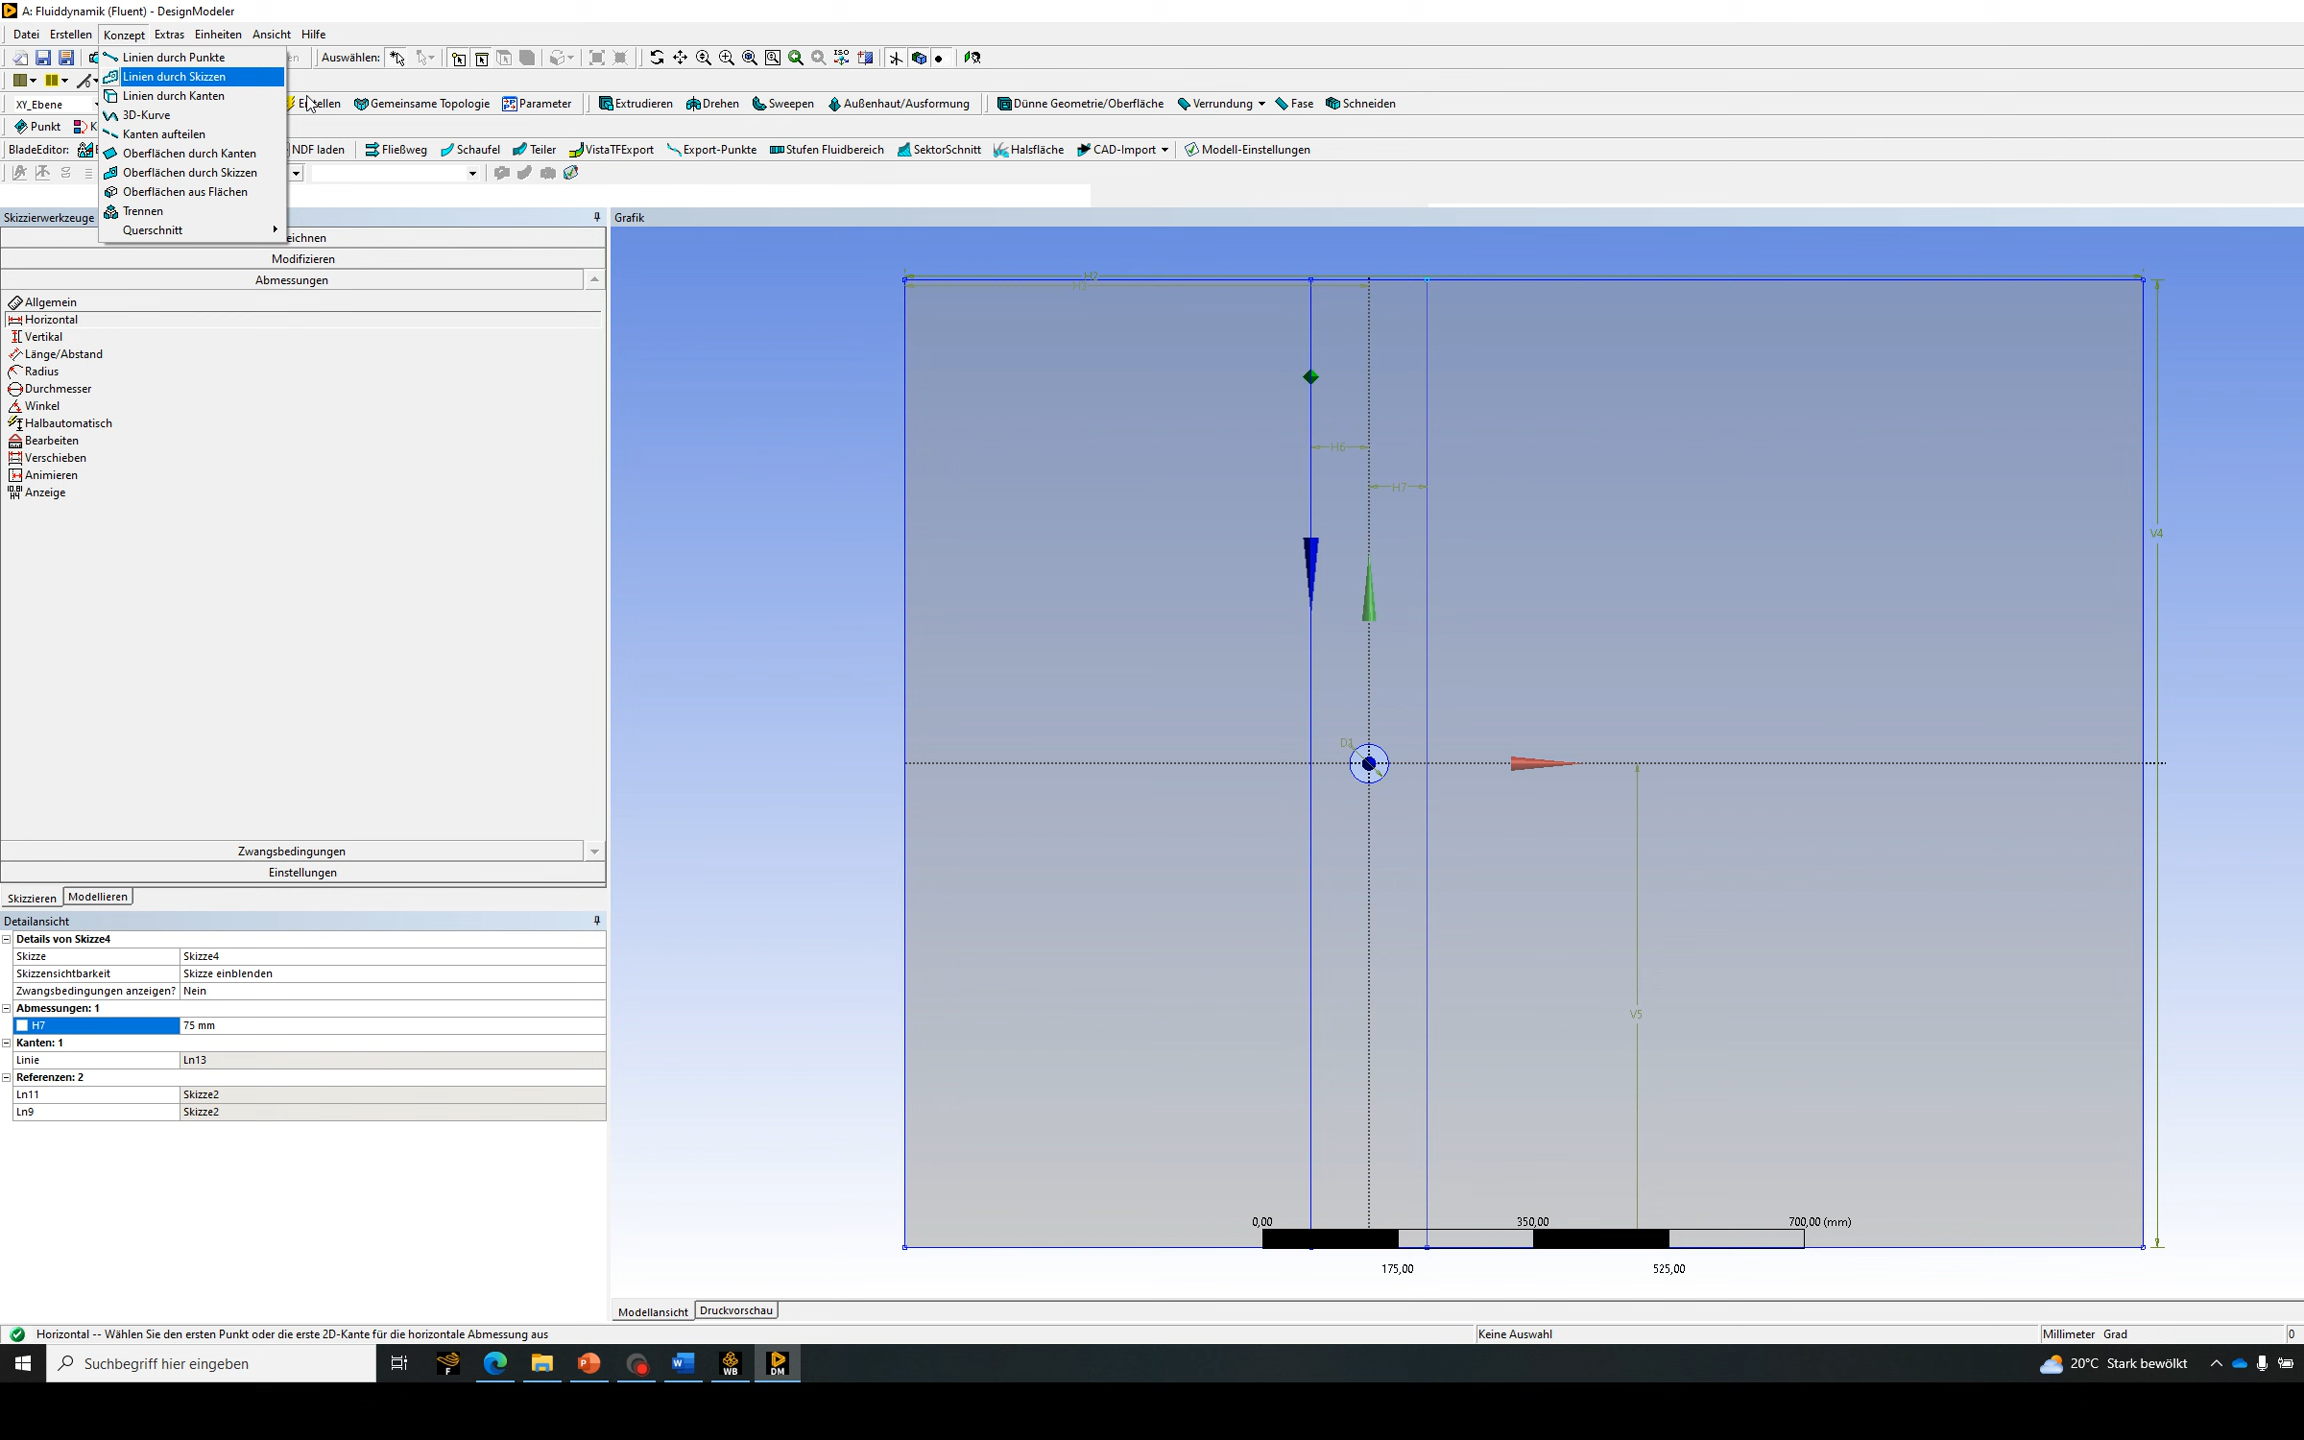 A: Fluiddynamik (Fluent) - DesignModeler
Datei Erstellen Konzept Extras Einheiten Ansicht Hilfe
Linien durch Punkte
Linien durch Skizzen
Linien durch Kanten
3D-Kurve
Kanten aufteilen
Oberflächen durch Kanten
Oberflächen durch Skizzen
Oberflächen aus Flächen
Trennen
Querschnitt
Auswählen:
ISO
XY_Ebene
Gemeinsame Topologie Parameter Extrudieren Drehen Sweepen Außenhaut/Ausformung Dünne Geometrie/Oberfläche Verrundung Fase Schneiden
Punkt
BladeEditor: NDF laden Fließweg Schaufel Teiler VistaTFExport Export-Punkte Stufen Fluidbereich SektorSchnitt Halsfläche CAD-Import Modell-Einstellungen
Skizzierwerkzeuge
Grafik
eichnen
Modifizieren
Abmessungen
Allgemein
Horizontal
Vertikal
Länge/Abstand
Radius
Durchmesser
Winkel
Halbautomatisch
Bearbeiten
Verschieben
Animieren
Anzeige
Zwangsbedingungen
Einstellungen
Skizzieren Modellieren
Detailansicht
Details von Skizze4
Skizze Skizze4
Skizzensichtbarkeit Skizze einblenden
Zwangsbedingungen anzeigen? Nein
Abmessungen: 1
H7 75 mm
Kanten: 1
Linie Ln13
Referenzen: 2
Ln11 Skizze2
Ln9 Skizze2
H2
H6
H7
V4
V5
0,00 350,00 700,00 (mm)
175,00 525,00
Modellansicht Druckvorschau
Horizontal -- Wählen Sie den ersten Punkt oder die erste 2D-Kante für die horizontale Abmessung aus
Keine Auswahl
Millimeter Grad 0
Suchbegriff hier eingeben
F
WB
DM
20°C Stark bewölkt